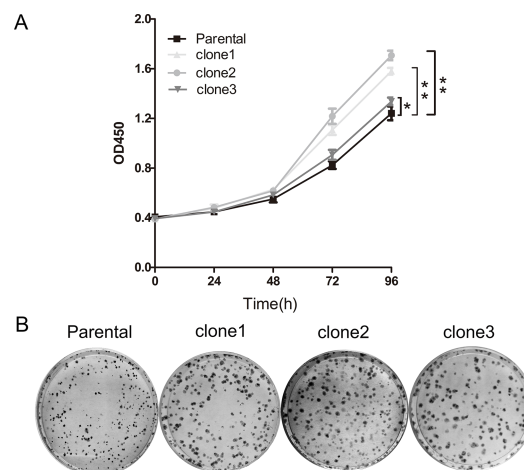 A
Parental
clone1
clone2
clone3
OD450
2.0
1.6
1.2
0.8
0.4
0.0
0
24
48
72
96
Time(h)
*
**
**
B
Parental
clone1
clone2
clone3